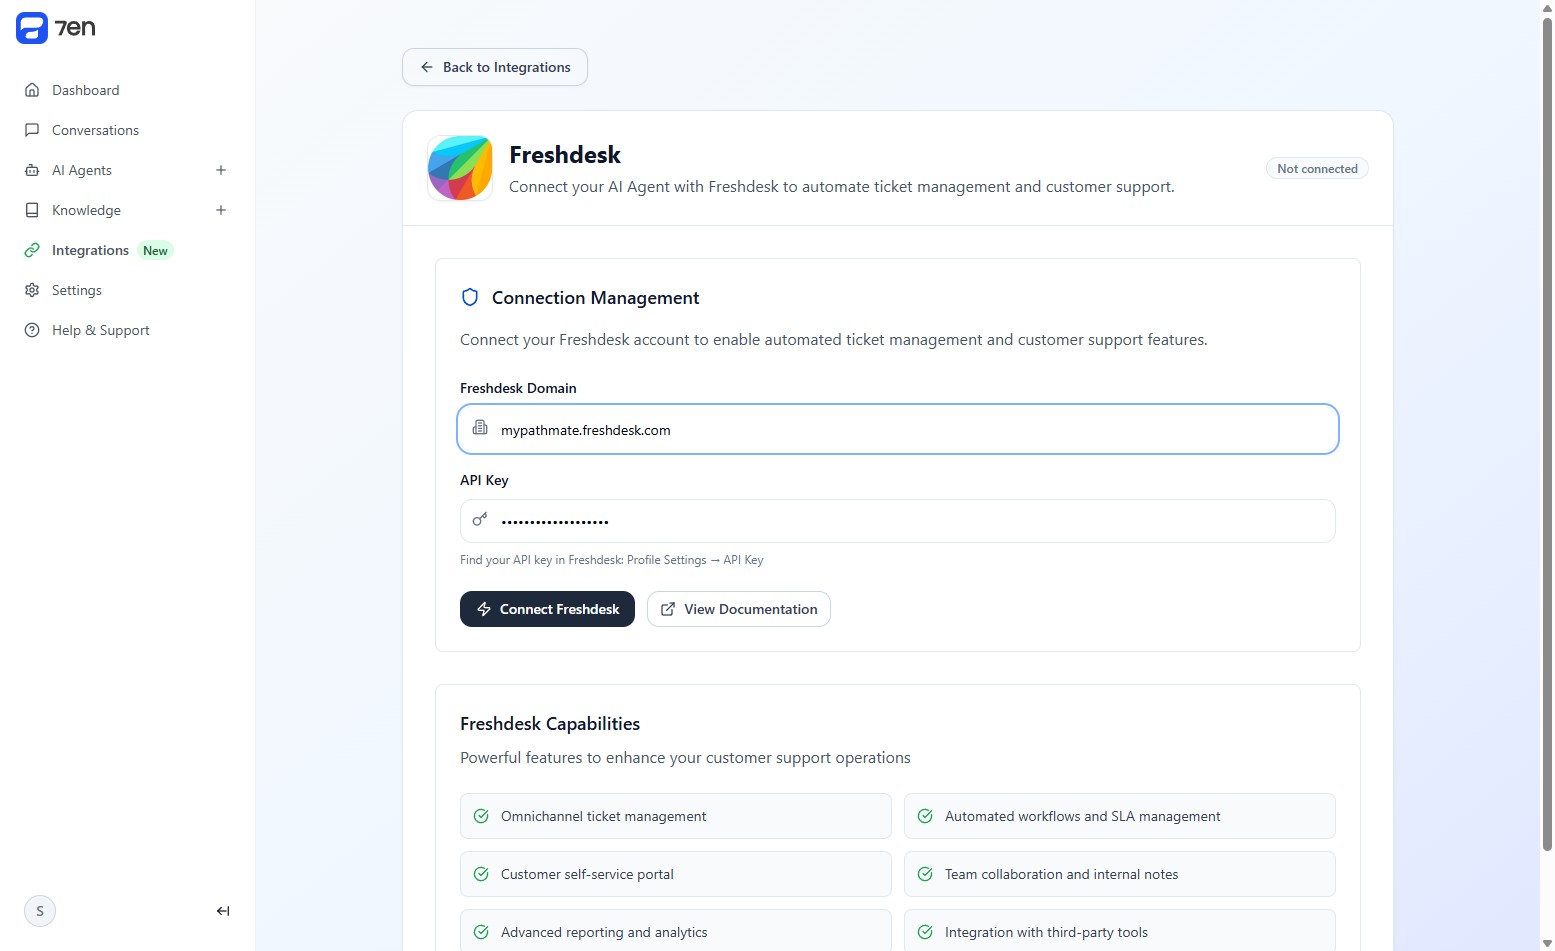 7en
Dashboard
Conversations
AI Agents
Knowledge
Integrations New
Settings
Help & Support
S
Back to Integrations
Freshdesk
Connect your AI Agent with Freshdesk to automate ticket management and customer support.
Not connected
Connection Management
Connect your Freshdesk account to enable automated ticket management and customer support features.
Freshdesk Domain
mypathmate.freshdesk.com
API Key
•••••••••••••••••••
Find your API key in Freshdesk: Profile Settings → API Key
Connect Freshdesk
View Documentation
Freshdesk Capabilities
Powerful features to enhance your customer support operations
Omnichannel ticket management
Automated workflows and SLA management
Customer self-service portal
Team collaboration and internal notes
Advanced reporting and analytics
Integration with third-party tools